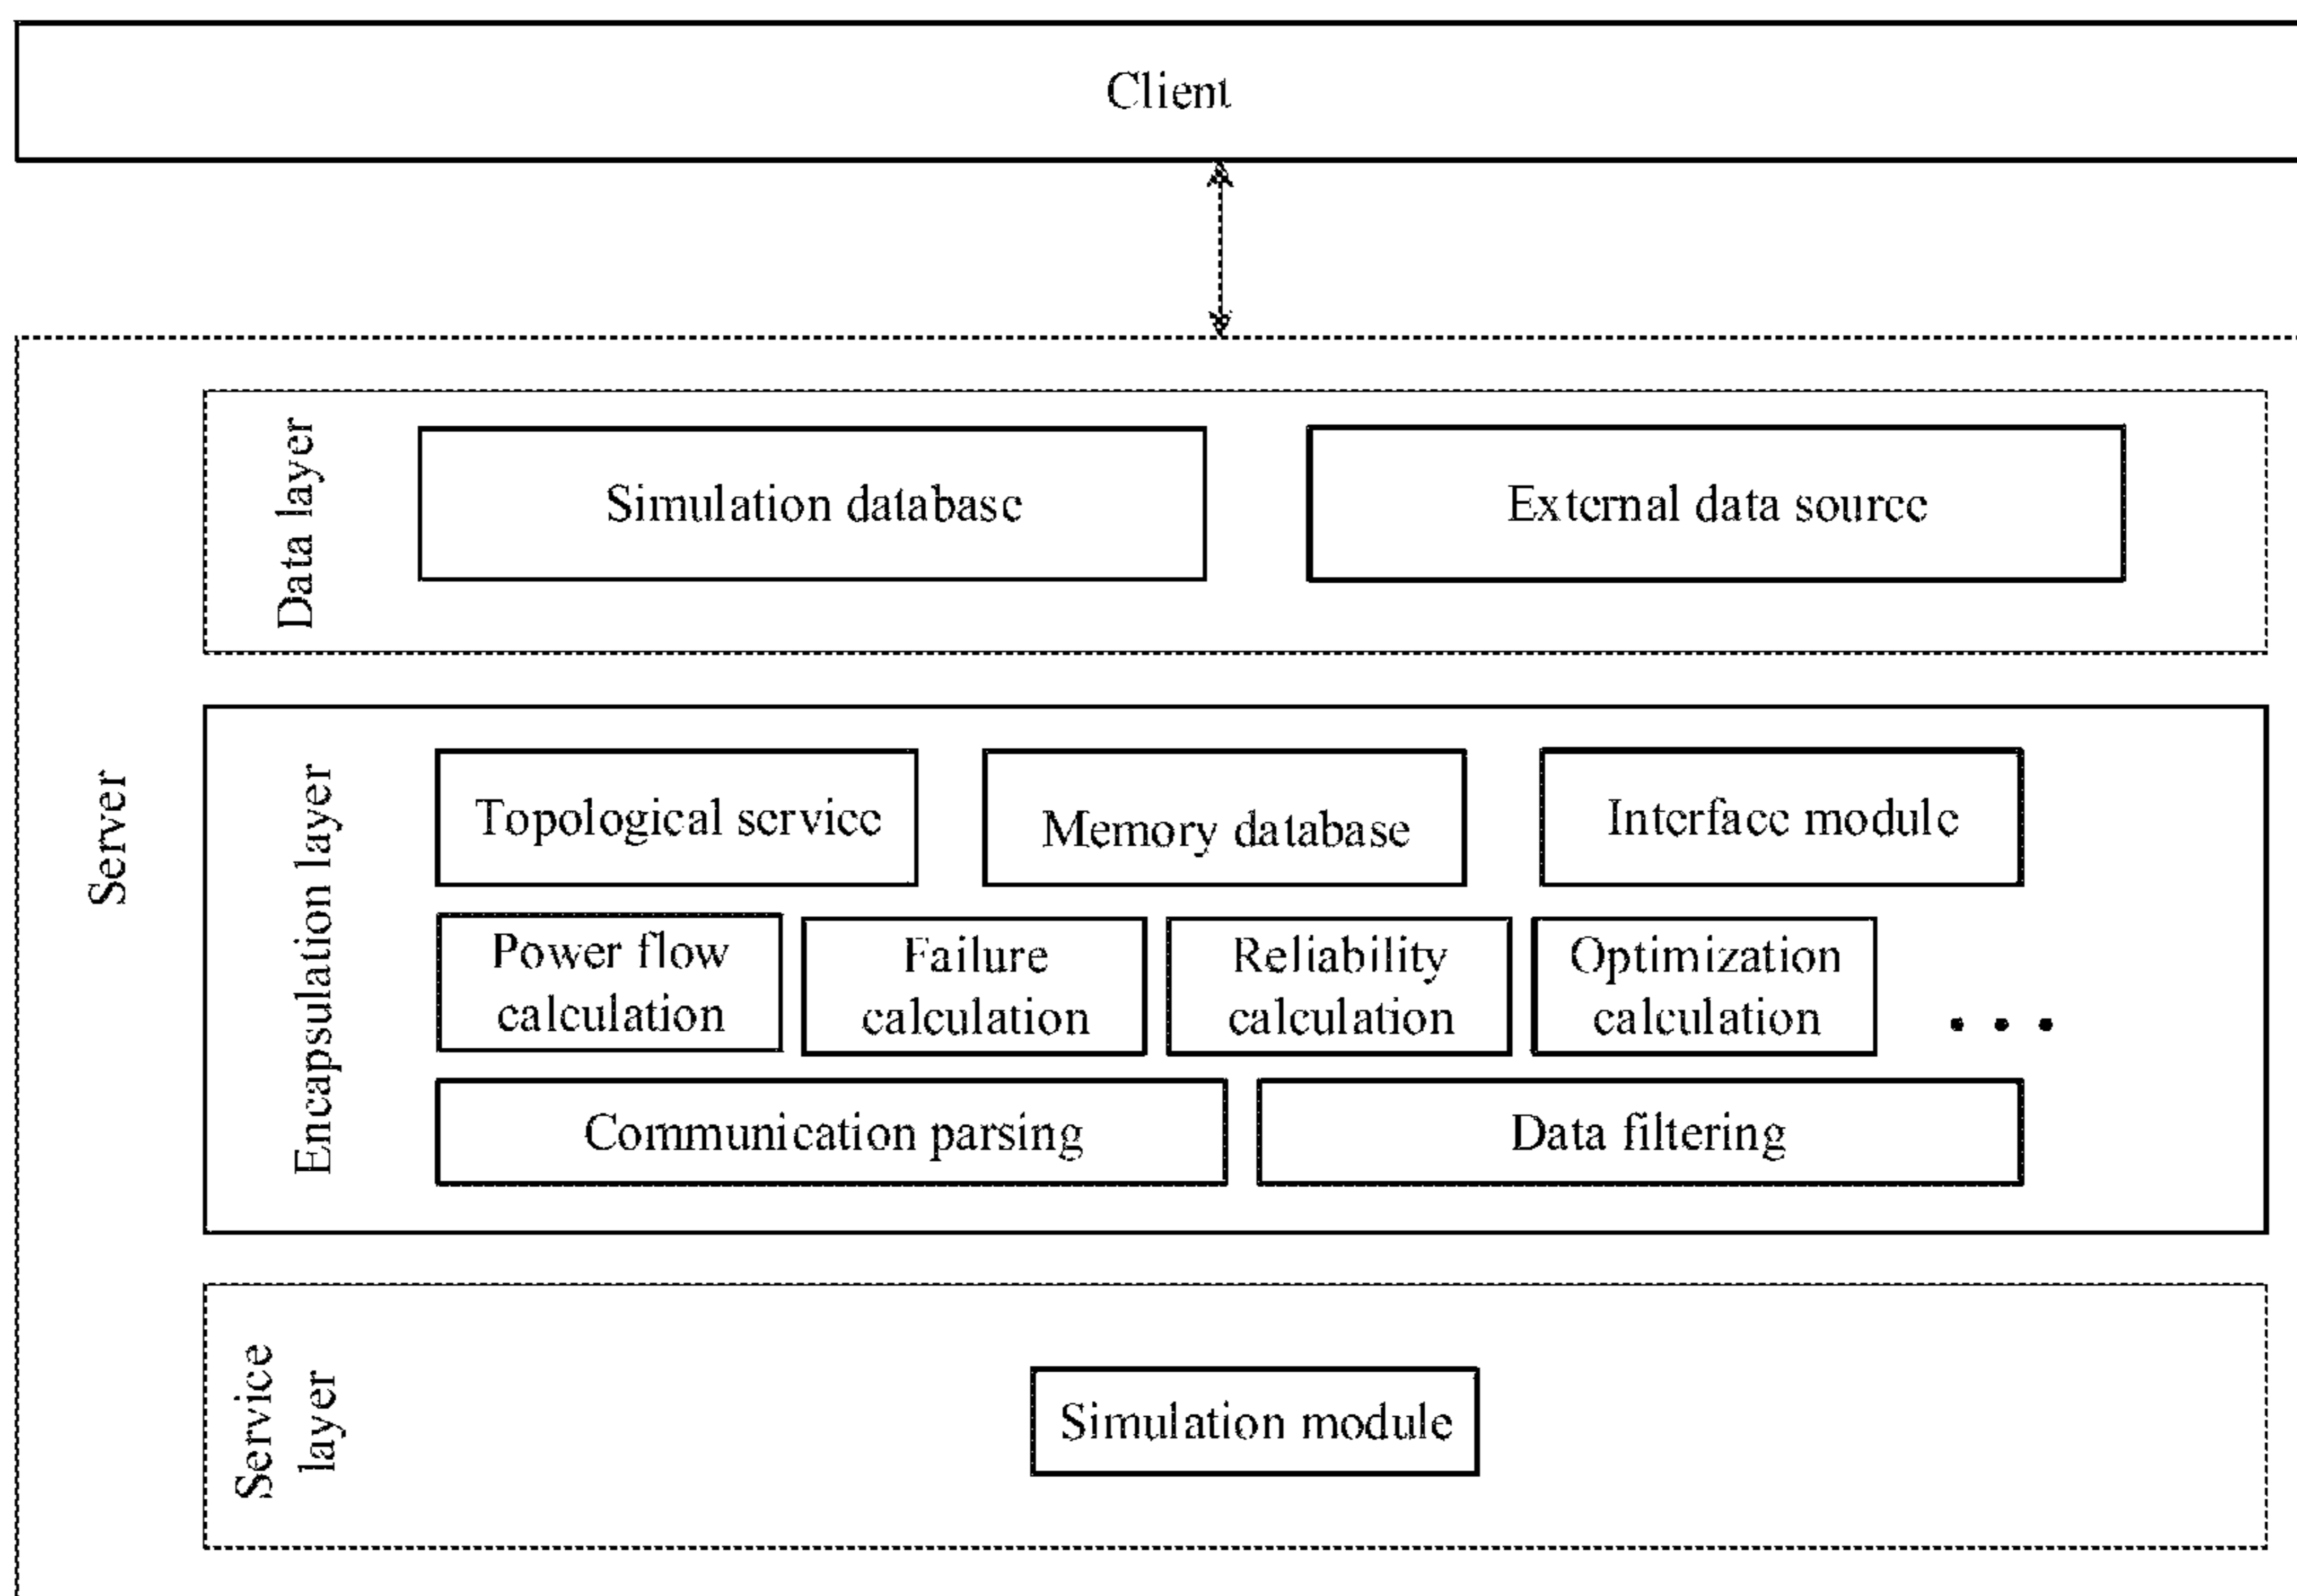 Client
Server
Data layer
Simulation database
External data source
Encapsulation layer
Topological service
Memory database
Interface module
Power flow
calculation
Failure
calculation
Reliability
calculation
Optimization
calculation
...
Communication parsing
Data filtering
Service
layer
Simulation module